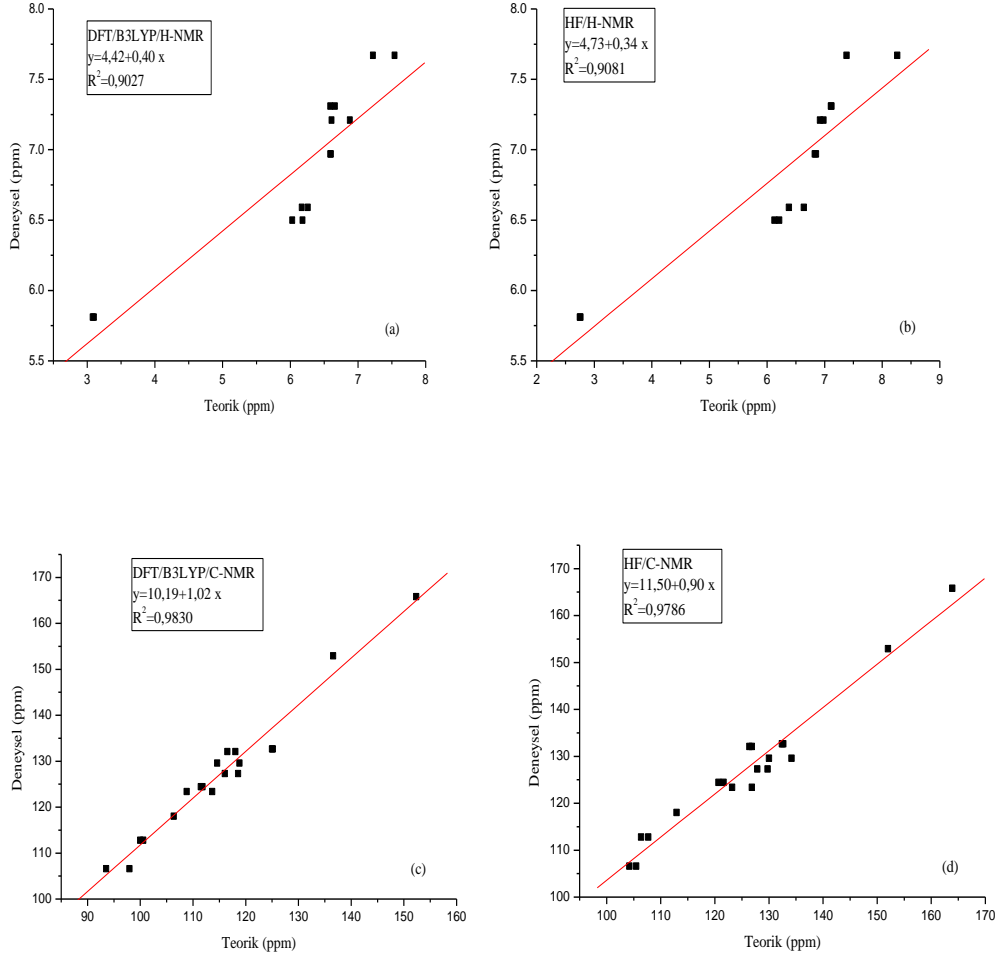 DFT/B3LYP/H-NMR
y=4,42+0,40 x
R²=0,9027
8.0
7.5
7.0
6.5
6.0
5.5
Deneysel (ppm)
(a)
3
4
5
6
7
8
Teorik (ppm)
HF/H-NMR
y=4,73+0,34 x
R²=0,9081
8.0
7.5
7.0
6.5
6.0
5.5
Deneysel (ppm)
(b)
2
3
4
5
6
7
8
9
Teorik (ppm)
DFT/B3LYP/C-NMR
y=10,19+1,02 x
R²=0,9830
170
160
150
140
130
120
110
100
Deneysel (ppm)
(c)
90
100
110
120
130
140
150
160
Teorik (ppm)
HF/C-NMR
y=11,50+0,90 x
R²=0,9786
170
160
150
140
130
120
110
100
Deneysel (ppm)
(d)
100
110
120
130
140
150
160
170
Teorik (ppm)